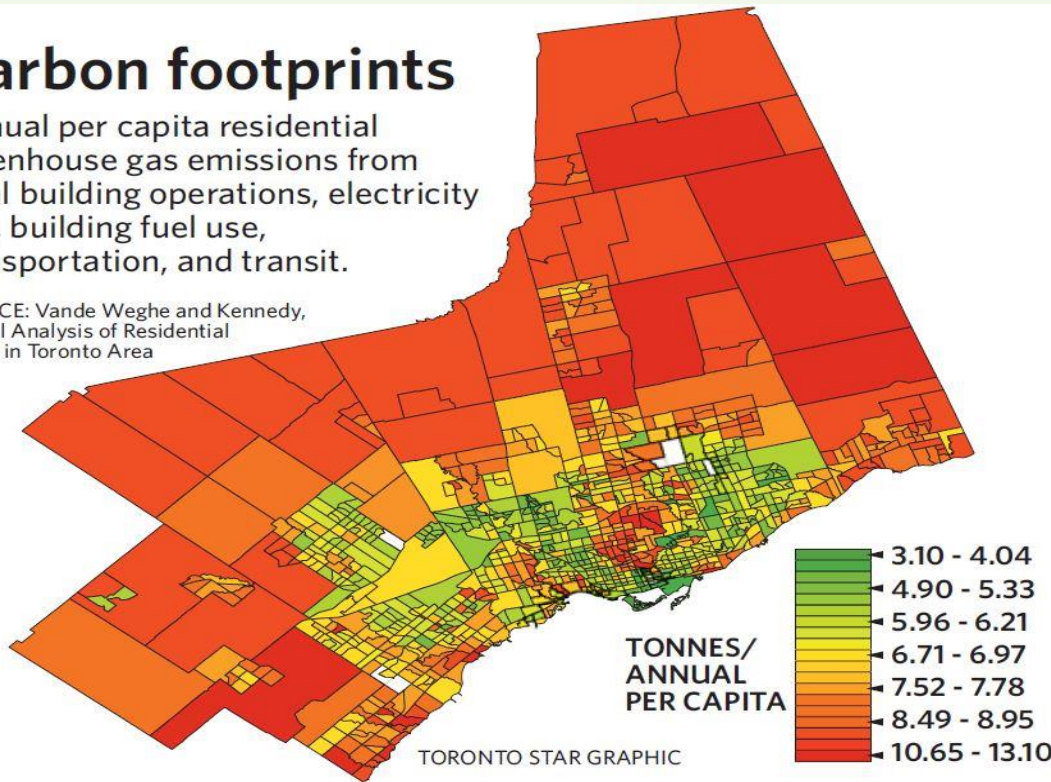 arbon footprints
nual per capita residential
enhouse gas emissions from
l building operations, electricity
, building fuel use,
nsportation, and transit.
CE: Vande Weghe and Kennedy,
l Analysis of Residential
in Toronto Area
TONNES/
ANNUAL
PER CAPITA
3.10 - 4.04
4.90 - 5.33
5.96 - 6.21
6.71 - 6.97
7.52 - 7.78
8.49 - 8.95
10.65 - 13.10
TORONTO STAR GRAPHIC